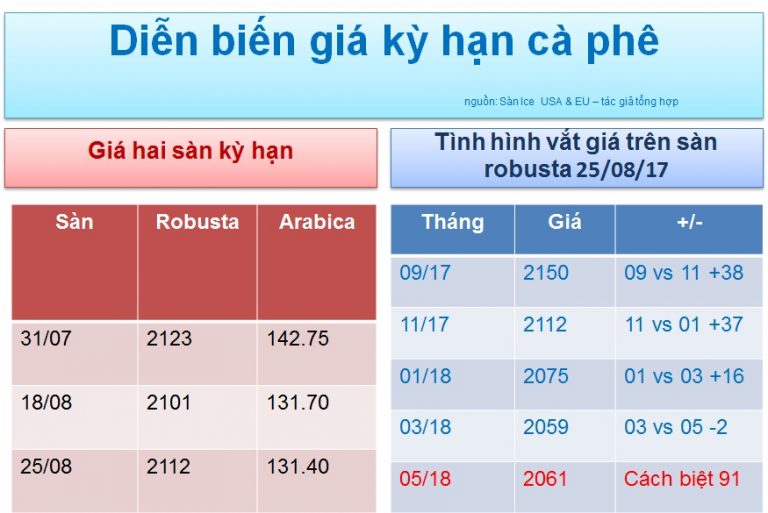 Diễn biến giá kỳ hạn cà phê
nguồn: Sàn Ice USA & EU – tác giả tổng hợp
Giá hai sàn kỳ hạn
Sàn Robusta Arabica
31/07 2123 142.75
18/08 2101 131.70
25/08 2112 131.40
Tình hình vắt giá trên sàn
robusta 25/08/17
Tháng Giá +/-
09/17 2150 09 vs 11 +38
11/17 2112 11 vs 01 +37
01/18 2075 01 vs 03 +16
03/18 2059 03 vs 05 -2
05/18 2061 Cách biệt 91